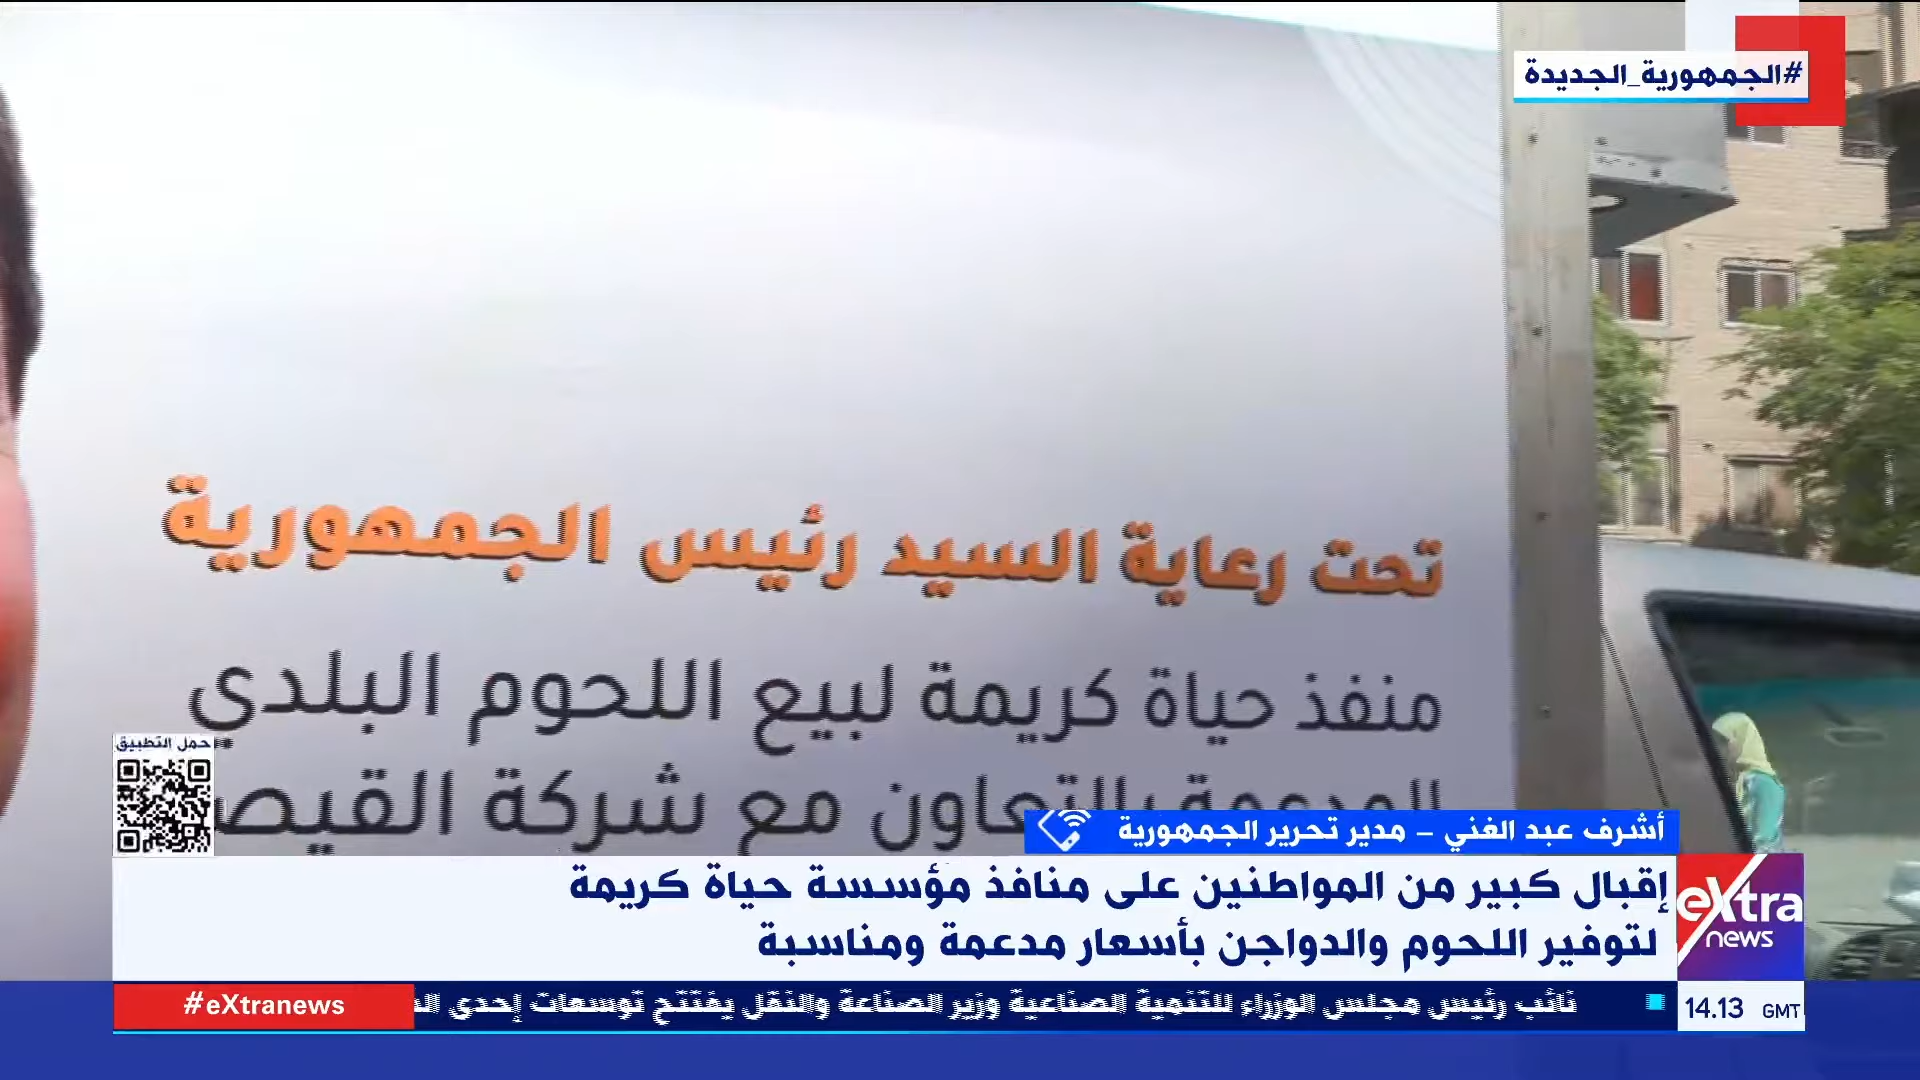 #الجمهورية_الجديدة
تحت رعاية السيد رئيس الجمهورية
منفذ حياة كريمة لبيع اللحوم البلدي
المدعمة بالتعاون مع شركة
حمل التطبيق
أشرف عبد الغني - مدير تحرير الجمهورية
إقبال كبير من المواطنين على منافذ مؤسسة حياة كريمة
لتوفير اللحوم والدواجن بأسعار مدعمة ومناسبة
eXtra
news
نائب رئيس مجلس الوزراء للتنمية الصناعية وزير الصناعة والنقل يفتتح توسعات إحدى
#eXtranews
14.13 GMT